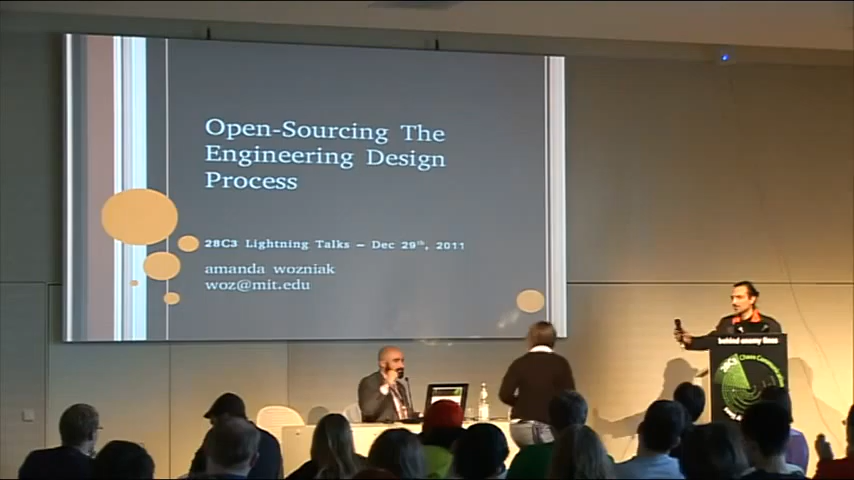 Open-Sourcing The
Engineering Design
Process
28C3 Lightning Talks – Dec 29th, 2011
amanda wozniak
woz@mit.edu
behind enemy lines
28C3